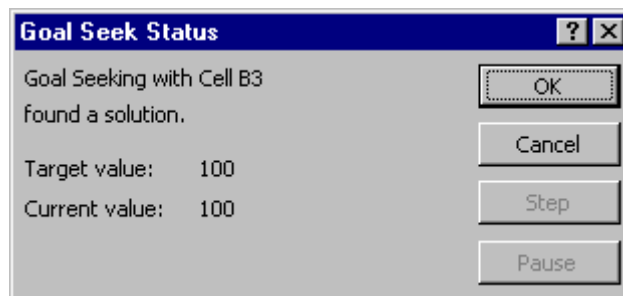 Goal Seek Status
Goal Seeking with Cell B3
found a solution.
Target value: 100
Current value: 100
OK
Cancel
Step
Pause